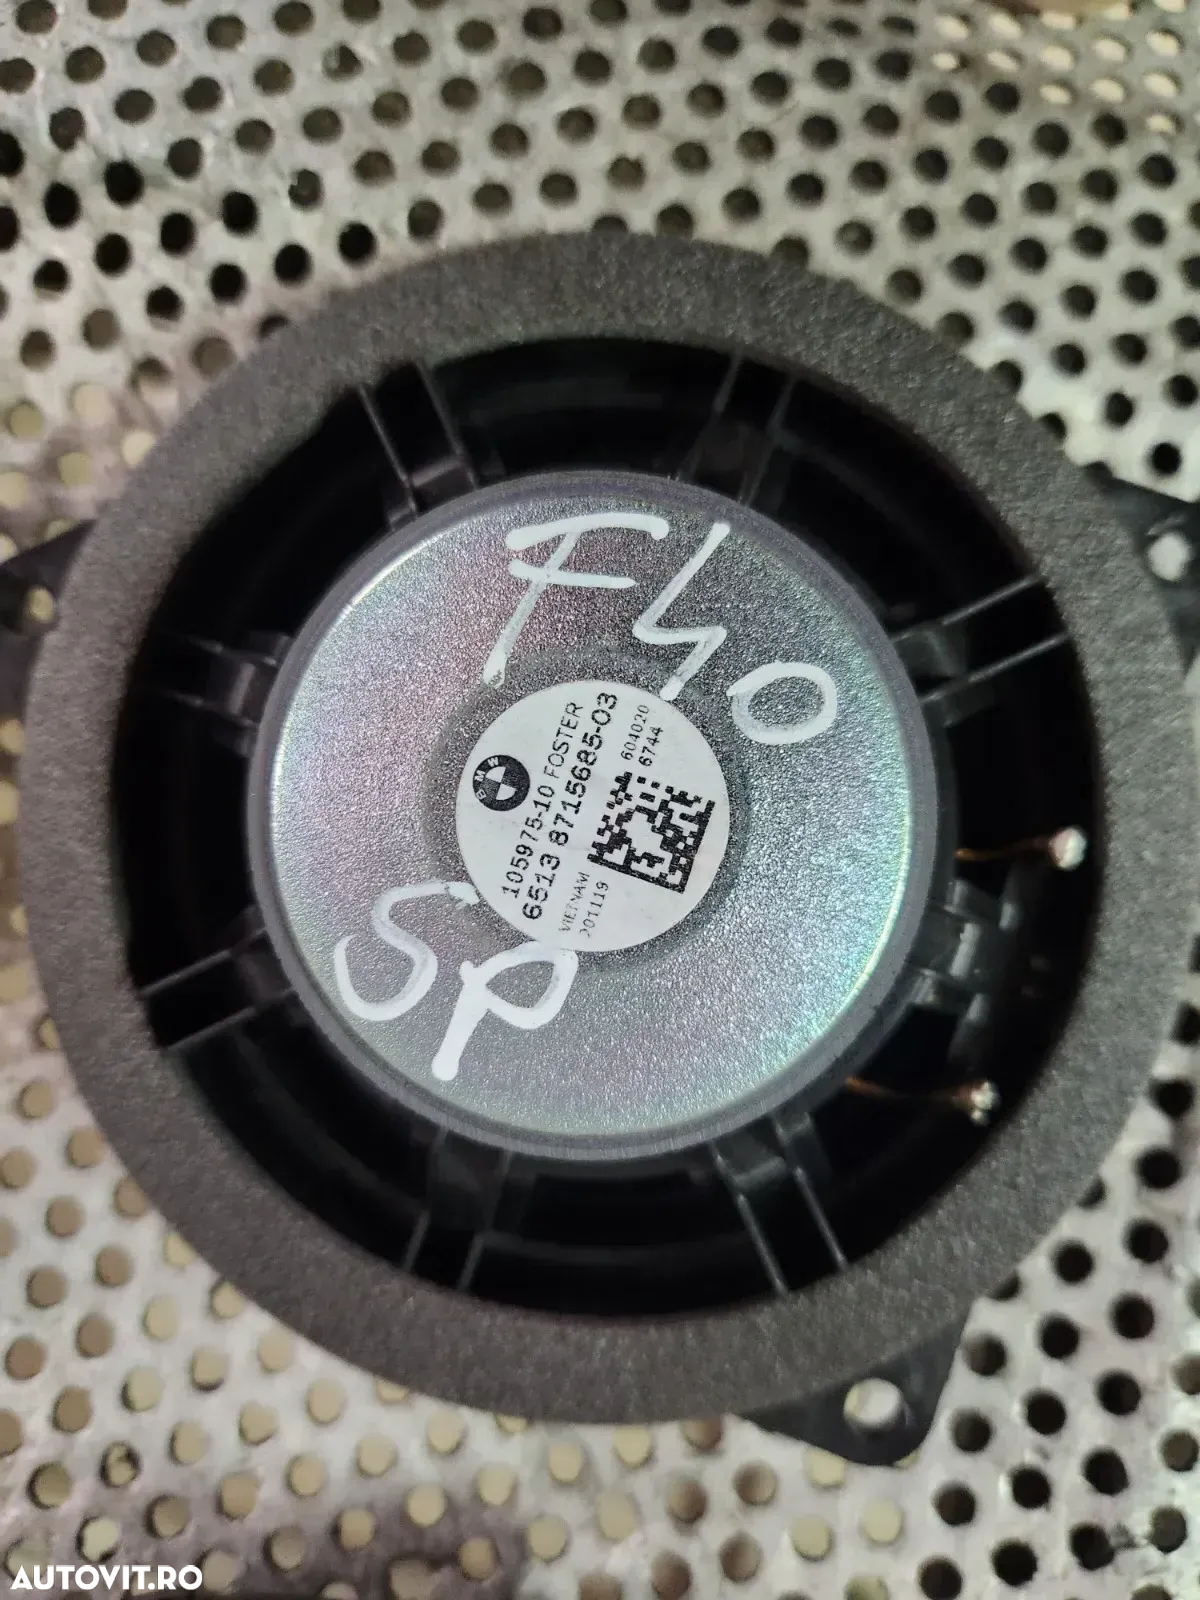 F40
BMW
105975-10 FOSTER
6513 8715685-03
VIETNAM
201119
604020
6744
SP
AUTOVIT.RO